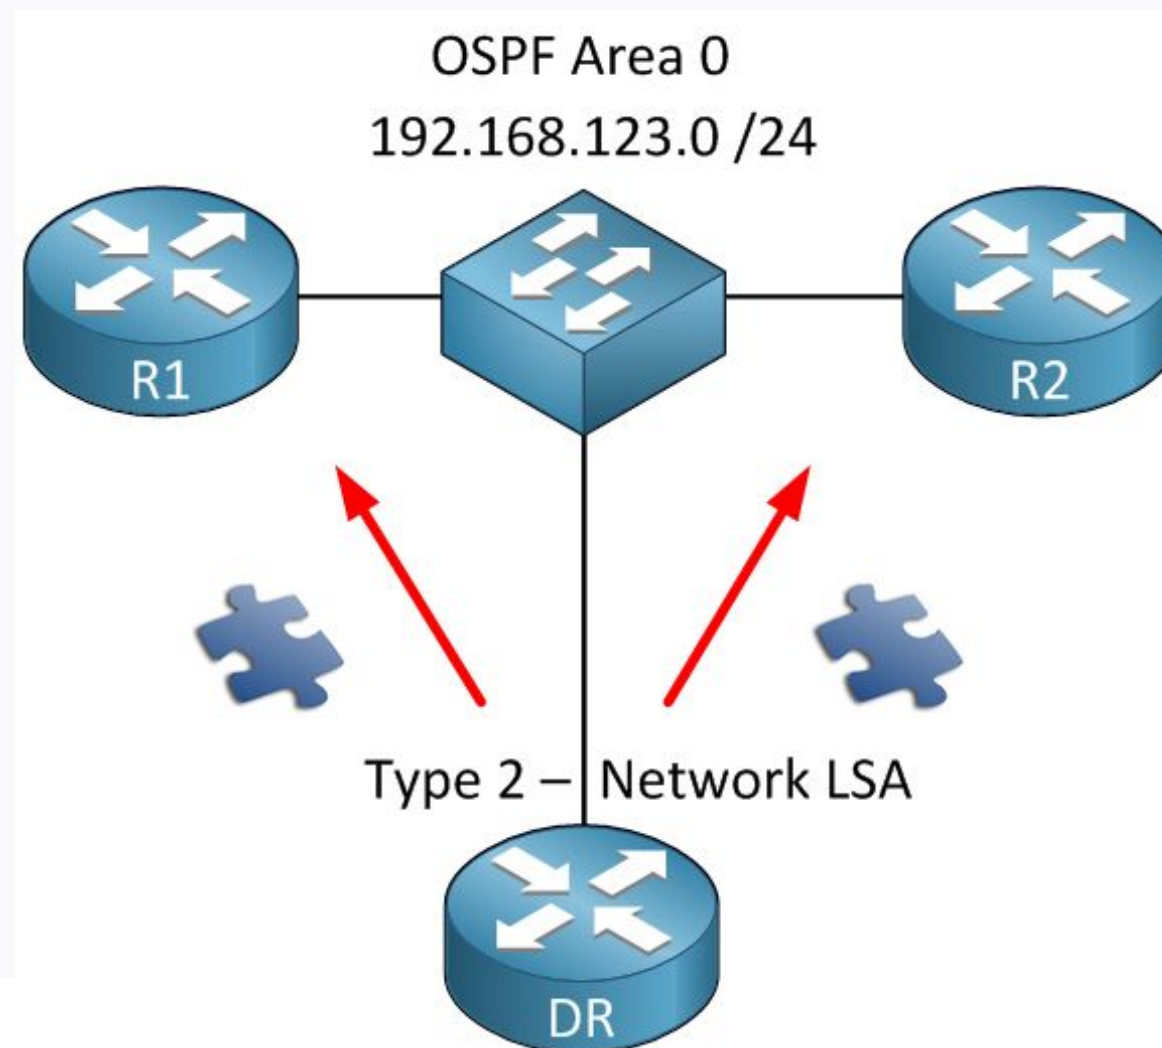 OSPF Area 0
192.168.123.0 /24
R1
R2
Type 2 – Network LSA
DR